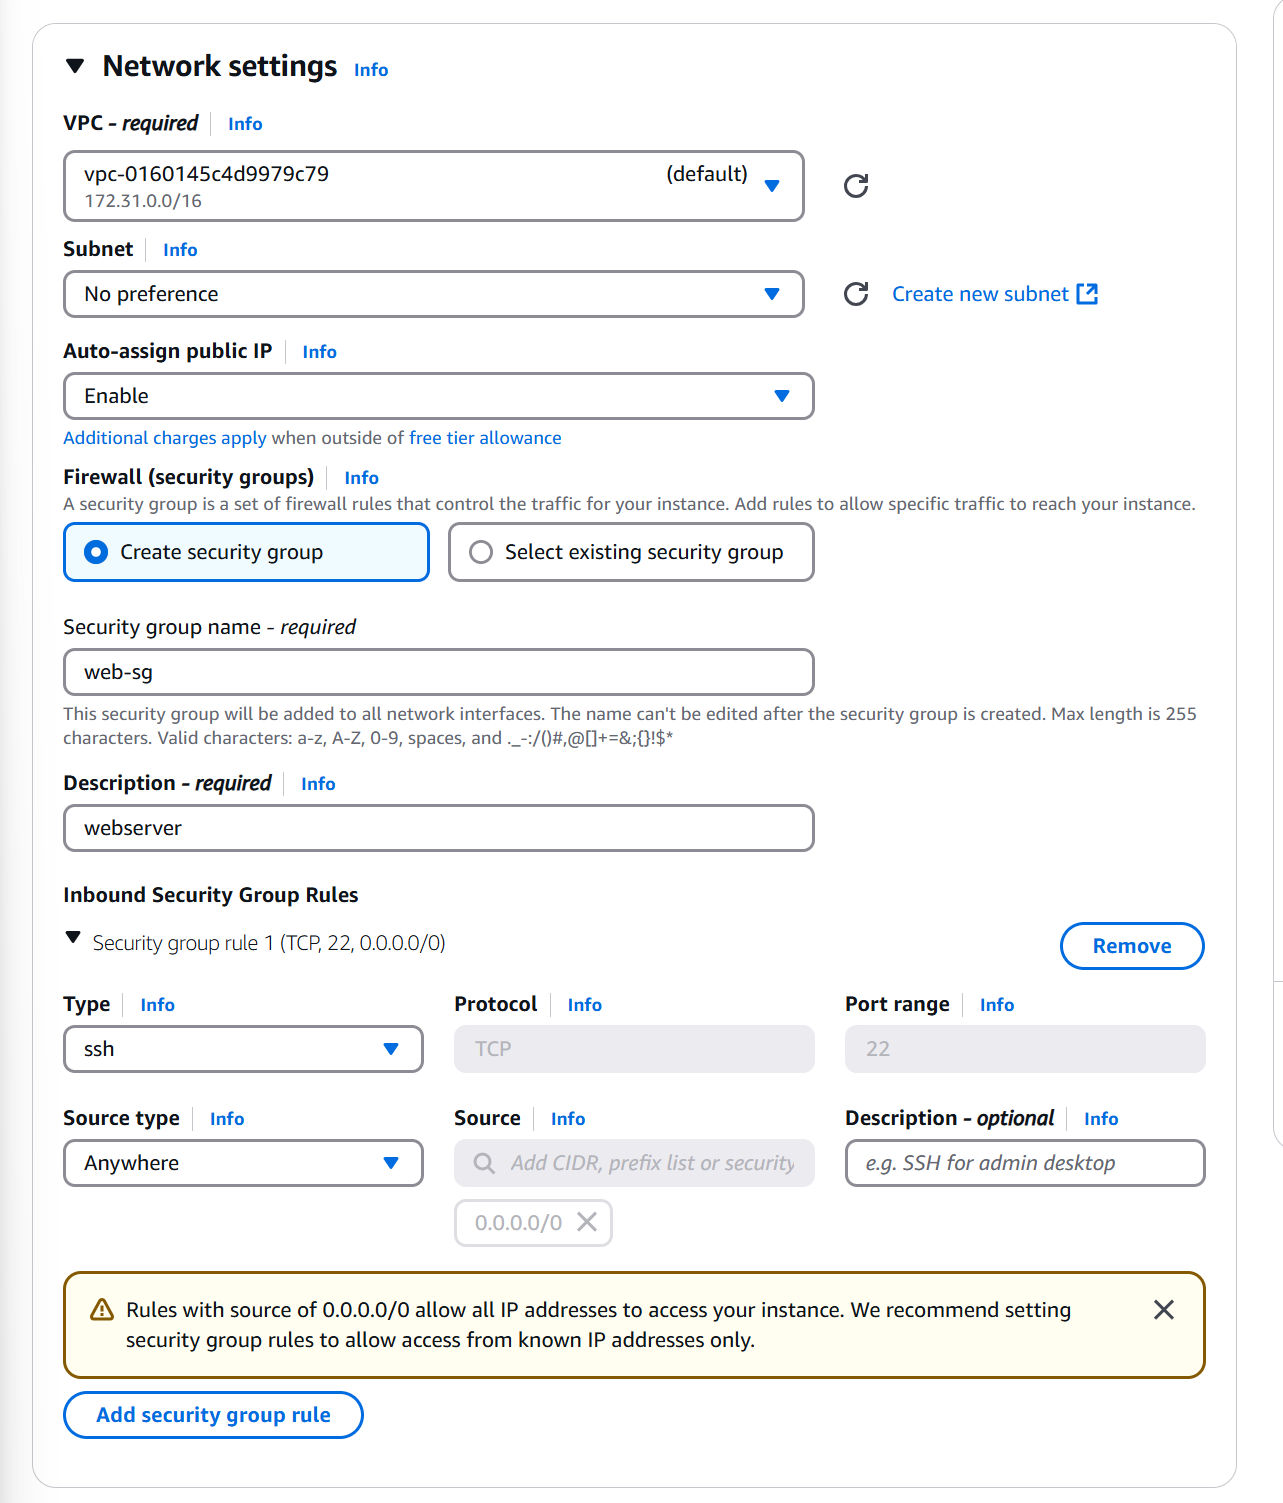 Network settings Info
VPC - required Info
vpc-0160145c4d9979c79 (default)
172.31.0.0/16
Subnet Info
No preference
Create new subnet
Auto-assign public IP Info
Enable
Additional charges apply when outside of free tier allowance
Firewall (security groups) Info
A security group is a set of firewall rules that control the traffic for your instance. Add rules to allow specific traffic to reach your instance.
Create security group
Select existing security group
Security group name - required
web-sg
This security group will be added to all network interfaces. The name can't be edited after the security group is created. Max length is 255
characters. Valid characters: a-z, A-Z, 0-9, spaces, and ._-:/()#,@[]+=&;{}!$*
Description - required Info
webserver
Inbound Security Group Rules
Security group rule 1 (TCP, 22, 0.0.0.0/0)
Remove
Type Info
Protocol Info
Port range Info
ssh
TCP
22
Source type Info
Source Info
Description - optional Info
Anywhere
Add CIDR, prefix list or security
e.g. SSH for admin desktop
0.0.0.0/0
Rules with source of 0.0.0.0/0 allow all IP addresses to access your instance. We recommend setting
security group rules to allow access from known IP addresses only.
Add security group rule